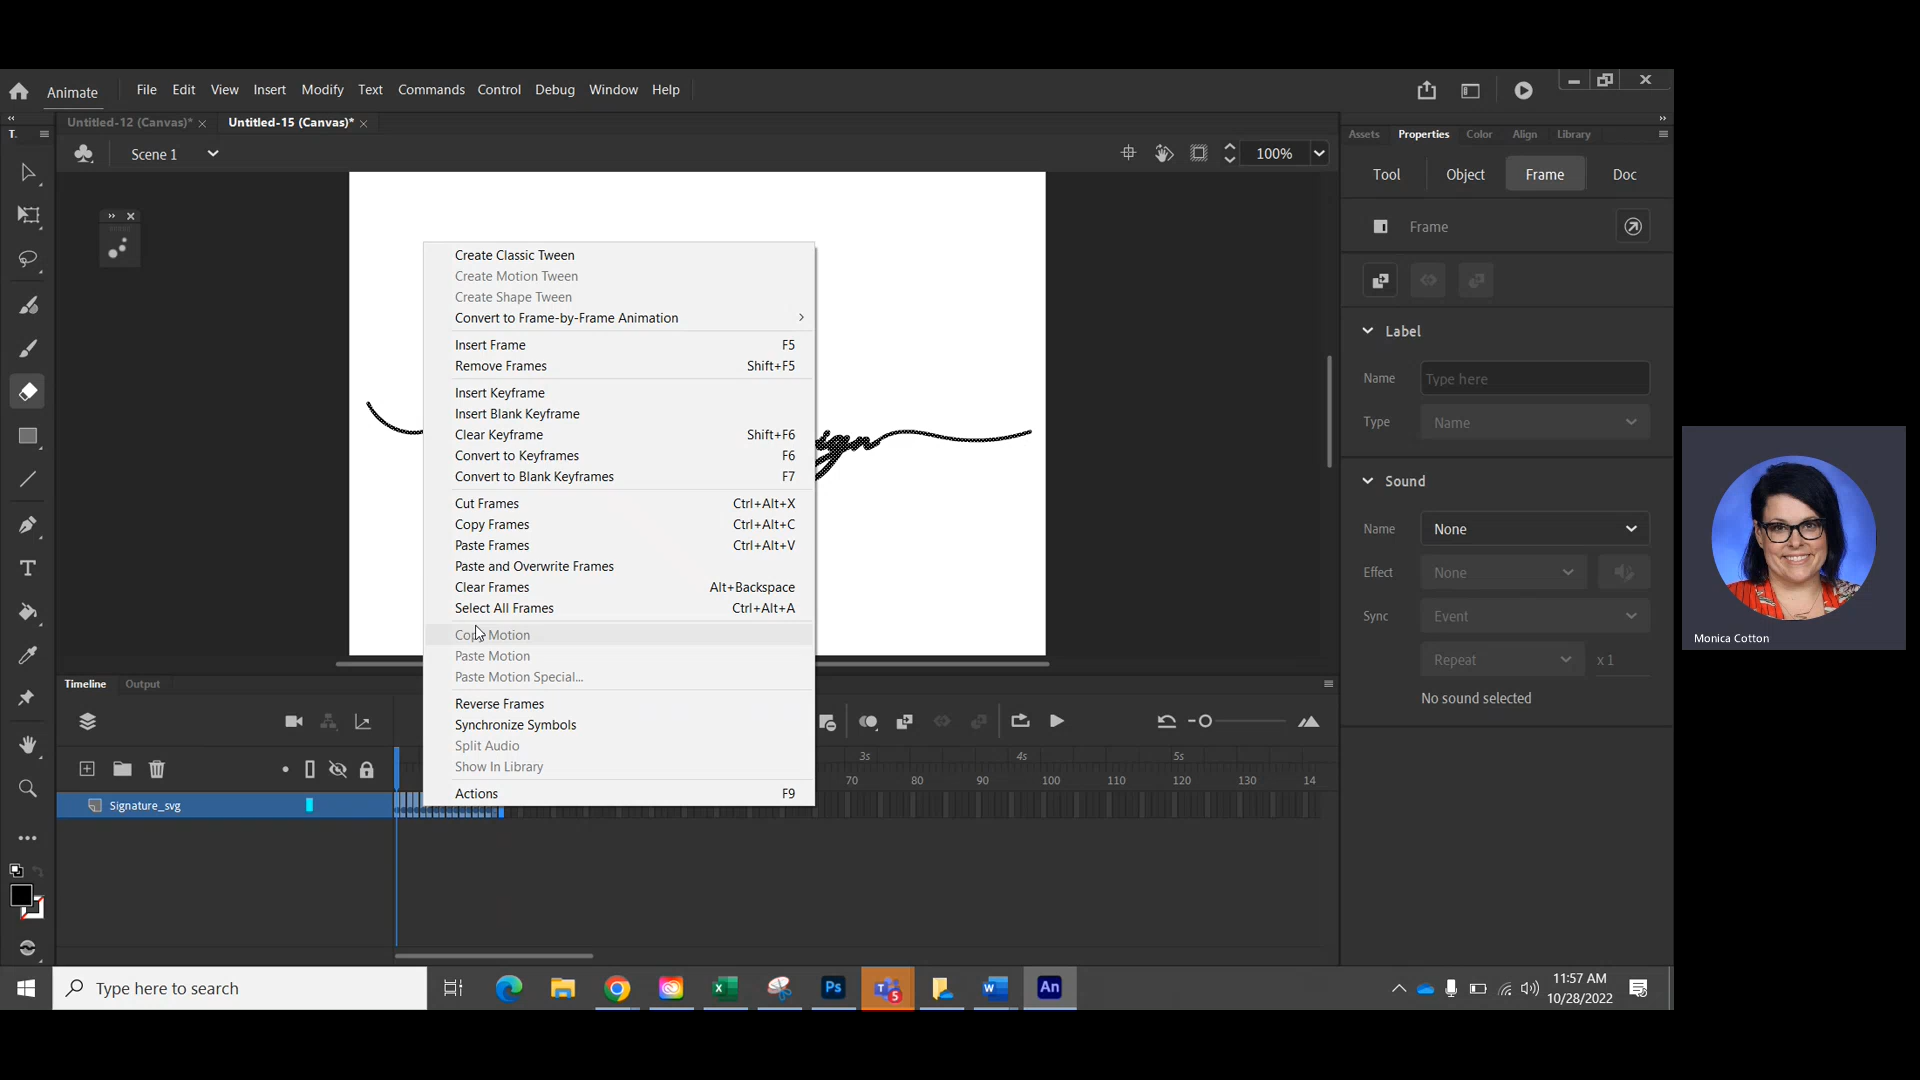 Animate File Edit View Insert Modify Text Commands Control Debug Window Help
Untitled-12 (Canvas)* Untitled-15 (Canvas)*
T.
Scene 1
100%
Assets Properties Color Align Library
Tool Object Frame Doc
Frame
Label
Name Type here
Type Name
Sound
Name None
Effect None
Sync Event
Repeat x 1
No sound selected
Create Classic Tween
Create Motion Tween
Create Shape Tween
Convert to Frame-by-Frame Animation
Insert Frame F5
Remove Frames Shift+F5
Insert Keyframe
Insert Blank Keyframe
Clear Keyframe Shift+F6
Convert to Keyframes F6
Convert to Blank Keyframes F7
Cut Frames Ctrl+Alt+X
Copy Frames Ctrl+Alt+C
Paste Frames Ctrl+Alt+V
Paste and Overwrite Frames
Clear Frames Alt+Backspace
Select All Frames Ctrl+Alt+A
Copy Motion
Paste Motion
Paste Motion Special...
Reverse Frames
Synchronize Symbols
Split Audio
Show In Library
Actions F9
Timeline Output
3s 4s 5s
70 80 90 100 110 120 130 14
Signature_svg
T
Monica Cotton
Type here to search
Ps
5
An
11:57 AM
10/28/2022